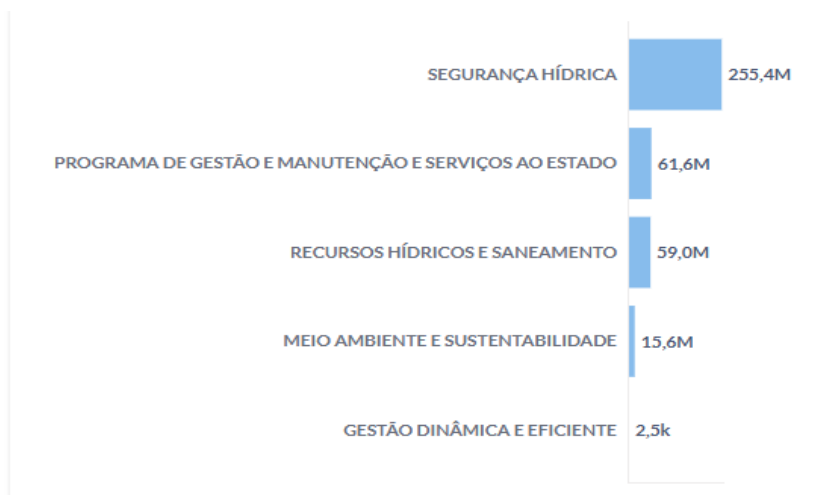 SEGURANÇA HÍDRICA 255,4M
PROGRAMA DE GESTÃO E MANUTENÇÃO E SERVIÇOS AO ESTADO 61,6M
RECURSOS HÍDRICOS E SANEAMENTO 59,0M
MEIO AMBIENTE E SUSTENTABILIDADE 15,6M
GESTÃO DINÂMICA E EFICIENTE 2,5k